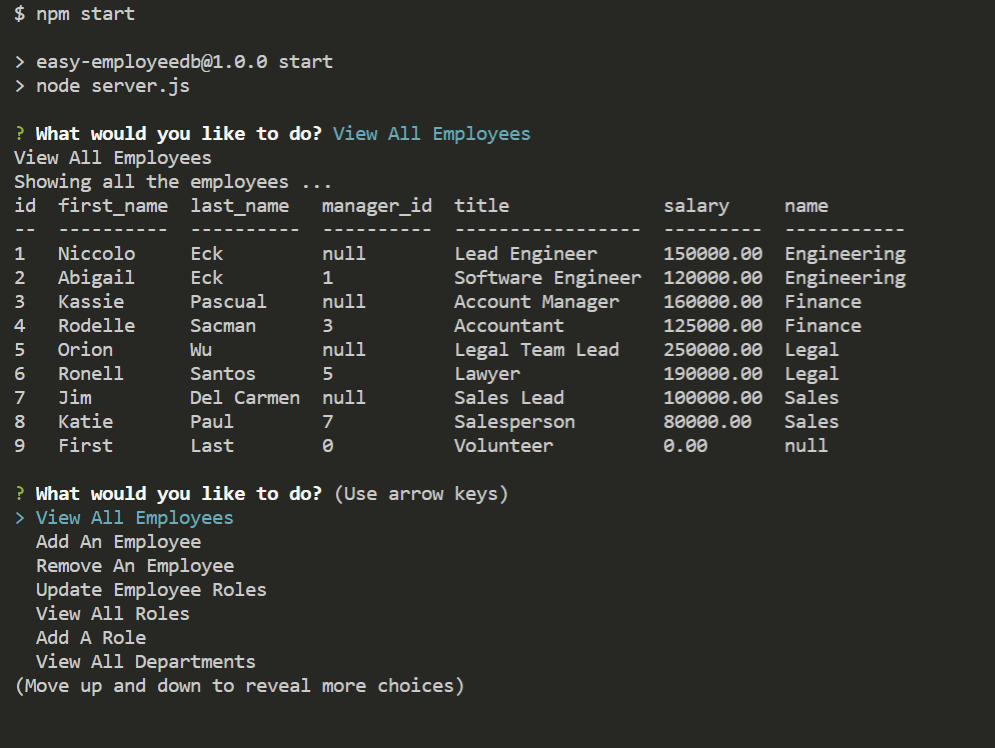 $ npm start
> easy-employeedb@1.0.0 start
> node server.js
? What would you like to do? View All Employees
View All Employees
Showing all the employees ...
id  first_name  last_name   manager_id  title              salary     name
--  ----------  ----------  ----------  -----------------  ---------  -----------
1   Niccolo     Eck         null        Lead Engineer      150000.00  Engineering
2   Abigail     Eck         1           Software Engineer  120000.00  Engineering
3   Kassie      Pascual     null        Account Manager    160000.00  Finance
4   Rodelle     Sacman      3           Accountant         125000.00  Finance
5   Orion       Wu          null        Legal Team Lead    250000.00  Legal
6   Ronell      Santos      5           Lawyer             190000.00  Legal
7   Jim         Del Carmen  null        Sales Lead         100000.00  Sales
8   Katie       Paul        7           Salesperson        80000.00   Sales
9   First       Last        0           Volunteer          0.00       null
? What would you like to do? (Use arrow keys)
> View All Employees
  Add An Employee
  Remove An Employee
  Update Employee Roles
  View All Roles
  Add A Role
  View All Departments
(Move up and down to reveal more choices)